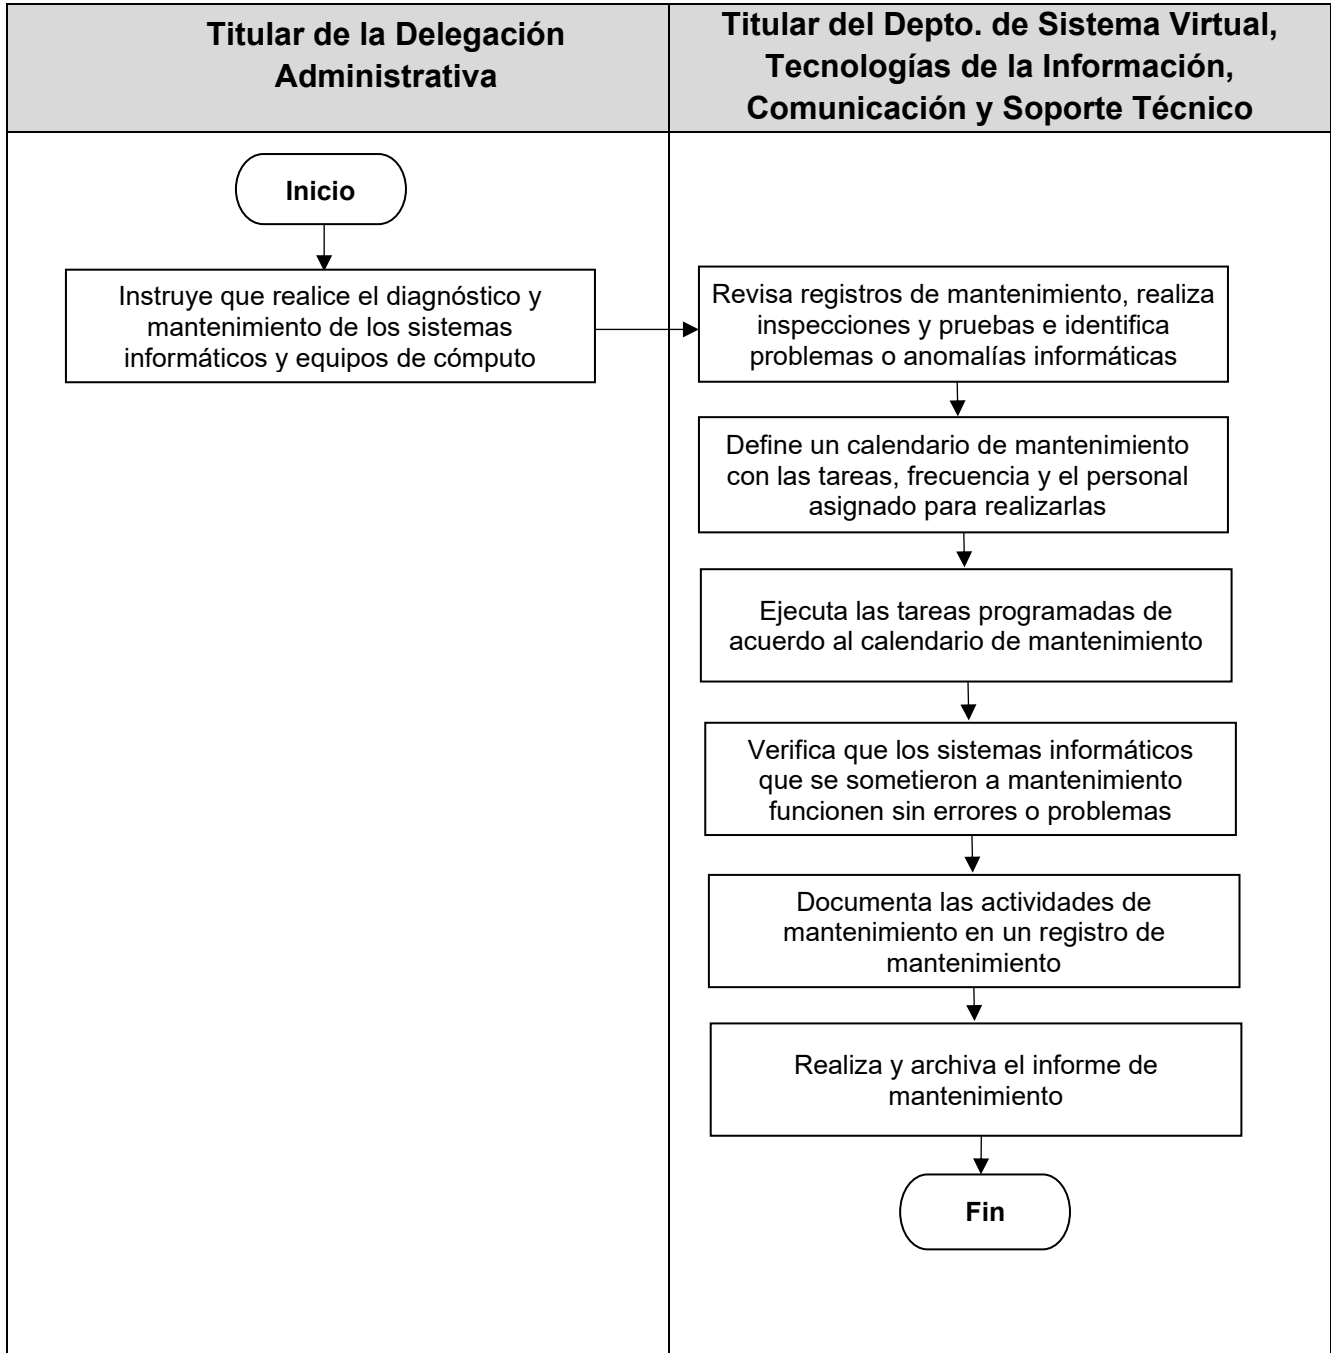 Titular de la Delegación
Administrativa
Titular del Depto. de Sistema Virtual,
Tecnologías de la Información,
Comunicación y Soporte Técnico
Inicio
Instruye que realice el diagnóstico y
mantenimiento de los sistemas
informáticos y equipos de cómputo
Revisa registros de mantenimiento, realiza
inspecciones y pruebas e identifica
problemas o anomalías informáticas
Define un calendario de mantenimiento
con las tareas, frecuencia y el personal
asignado para realizarlas
Ejecuta las tareas programadas de
acuerdo al calendario de mantenimiento
Verifica que los sistemas informáticos
que se sometieron a mantenimiento
funcionen sin errores o problemas
Documenta las actividades de
mantenimiento en un registro de
mantenimiento
Realiza y archiva el informe de
mantenimiento
Fin